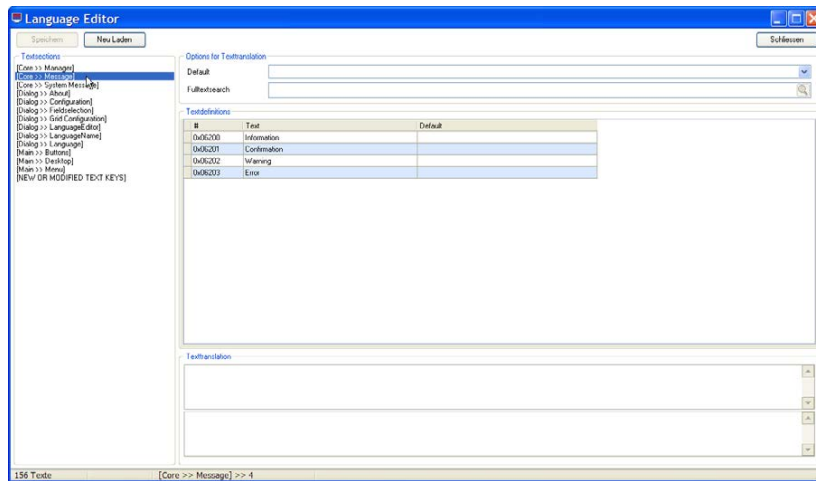 Language Editor
Speichern Neu Laden Schliessen
Textsections
[Core >> Manager]
[Core >> Message]
[Core >> System Message]
[Dialog >> About]
[Dialog >> Configuration]
[Dialog >> Fieldselection]
[Dialog >> Grid Configuration]
[Dialog >> LanguageEditor]
[Dialog >> LanguageName]
[Dialog >> Language]
[Main >> Buttons]
[Main >> Desktop]
[Main >> Menu]
[NEW OR MODIFIED TEXT KEYS]
Options for Texttranslation
Default
Fulltextsearch
Textdefinitions
# Text Default
0x06200 Information
0x06201 Confirmation
0x06202 Warning
0x06203 Error
Texttranslation
156 Texte [Core >> Message] >> 4